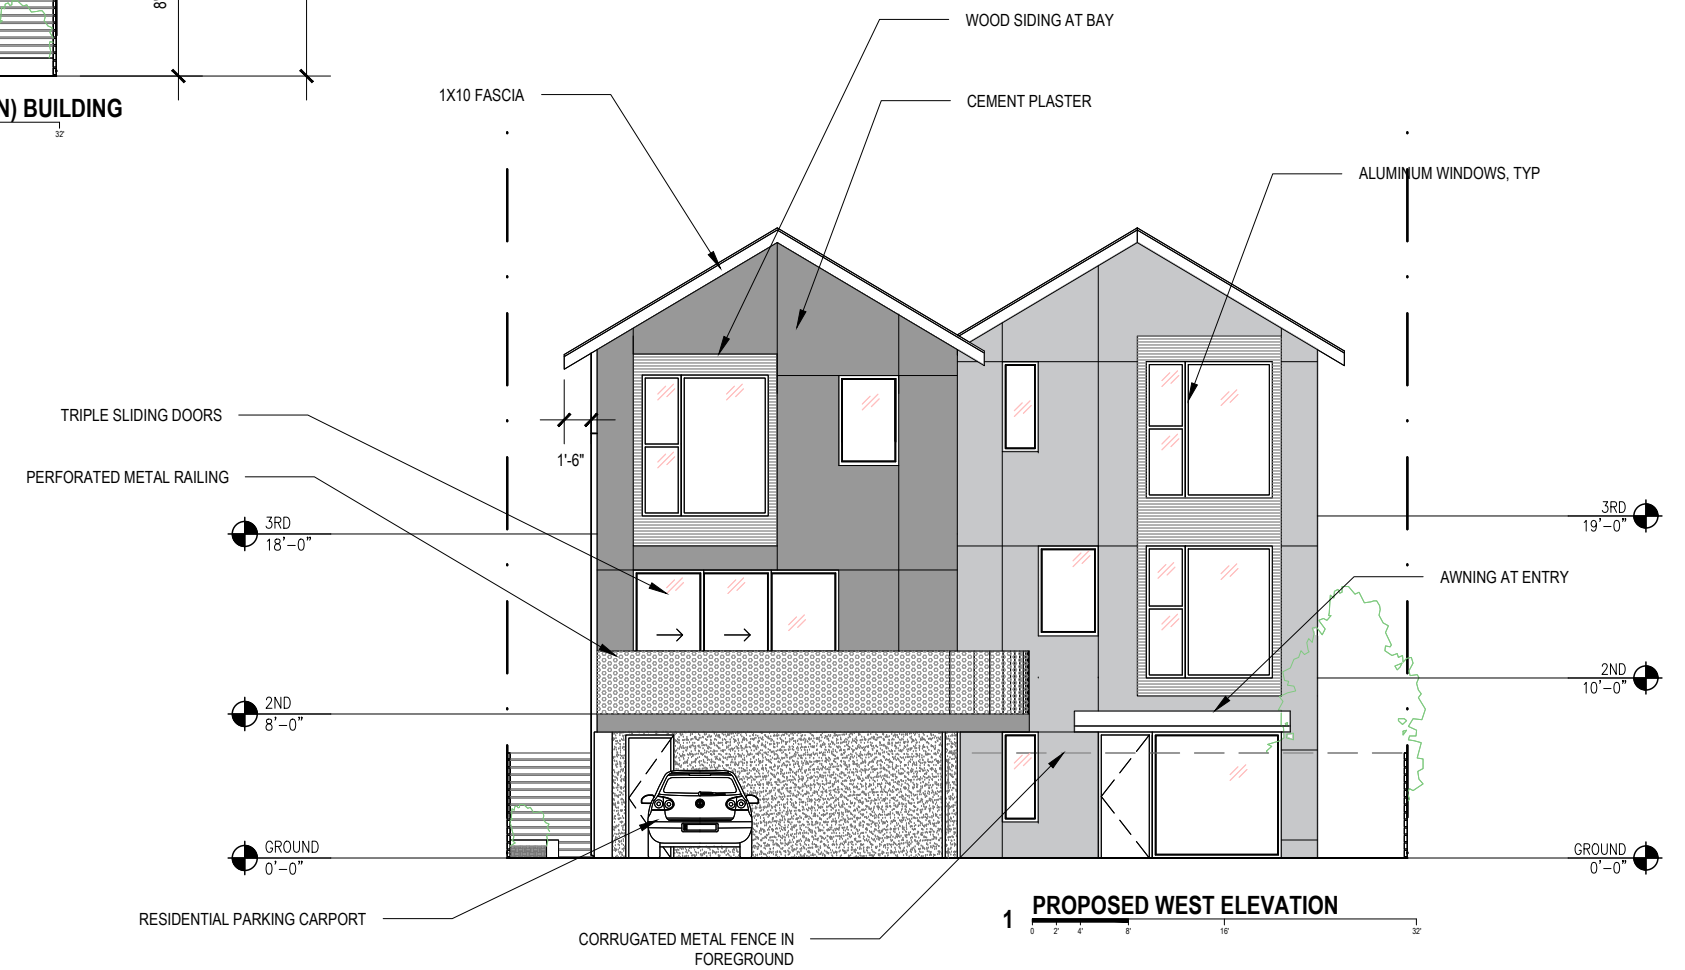 8'
N) BUILDING
32'
WOOD SIDING AT BAY
1X10 FASCIA
CEMENT PLASTER
ALUMINUM WINDOWS, TYP
TRIPLE SLIDING DOORS
1'-6"
PERFORATED METAL RAILING
3RD
18'-0"
3RD
19'-0"
AWNING AT ENTRY
2ND
8'-0"
2ND
10'-0"
GROUND
0'-0"
GROUND
0'-0"
RESIDENTIAL PARKING CARPORT
CORRUGATED METAL FENCE IN
FOREGROUND
1 PROPOSED WEST ELEVATION
0 2' 4' 8' 16' 32'